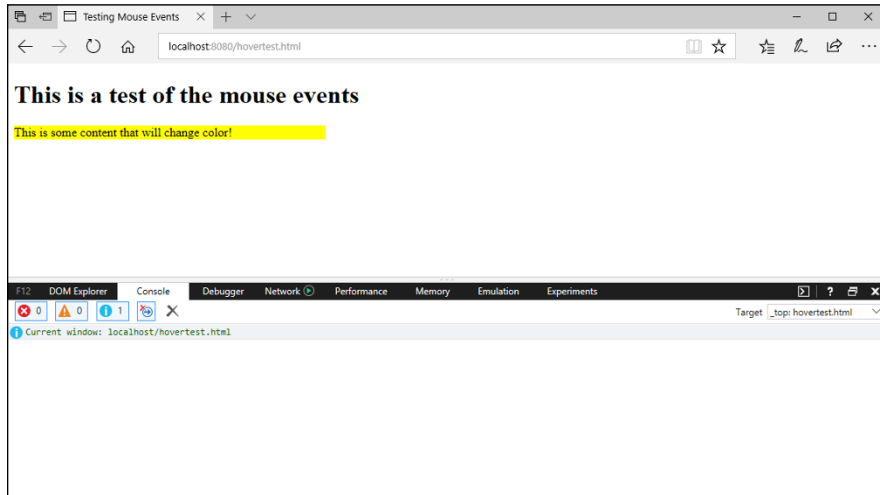 Testing Mouse Events
localhost:8080/hovertest.html
This is a test of the mouse events
This is some content that will change color!
F12 DOM Explorer Console Debugger Network Performance Memory Emulation Experiments ?
0 0 1 Target _top: hovertest.html
Current window: localhost/hovertest.html